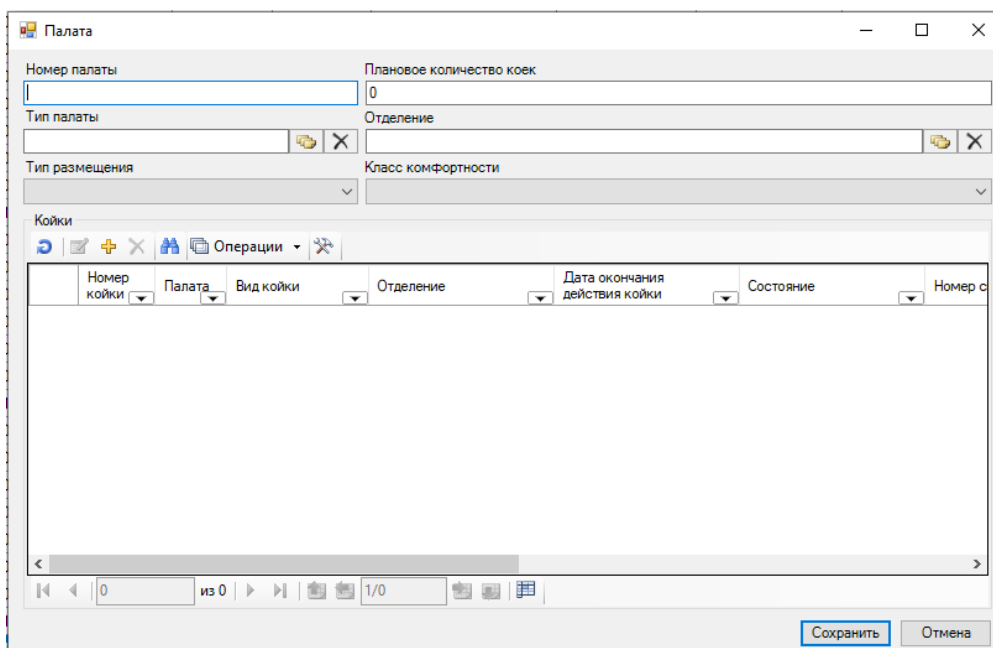 Палата
Номер палаты Плановое количество коек
0
Тип палаты Отделение
Тип размещения Класс комфортности
Койки
Операции
Номер койки Палата Вид койки Отделение Дата окончания действия койки Состояние Номер с
0 из 0 1/0
Сохранить Отмена